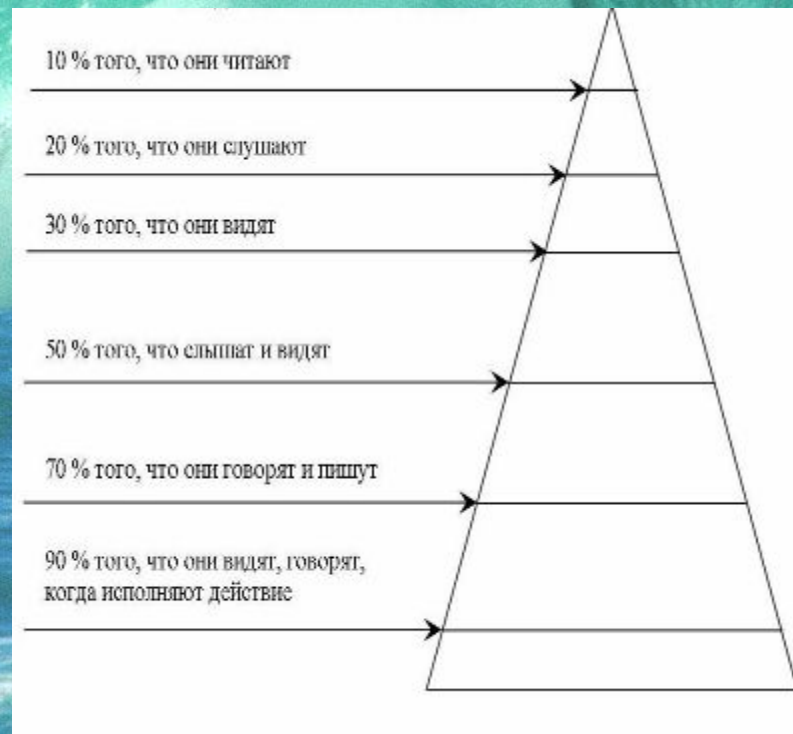 10 % того, что они читают
20 % того, что они слушают
30 % того, что они видят
50 % того, что слышат и видят
70 % того, что они говорят и пишут
90 % того, что они видят, говорят,
когда исполняют действие